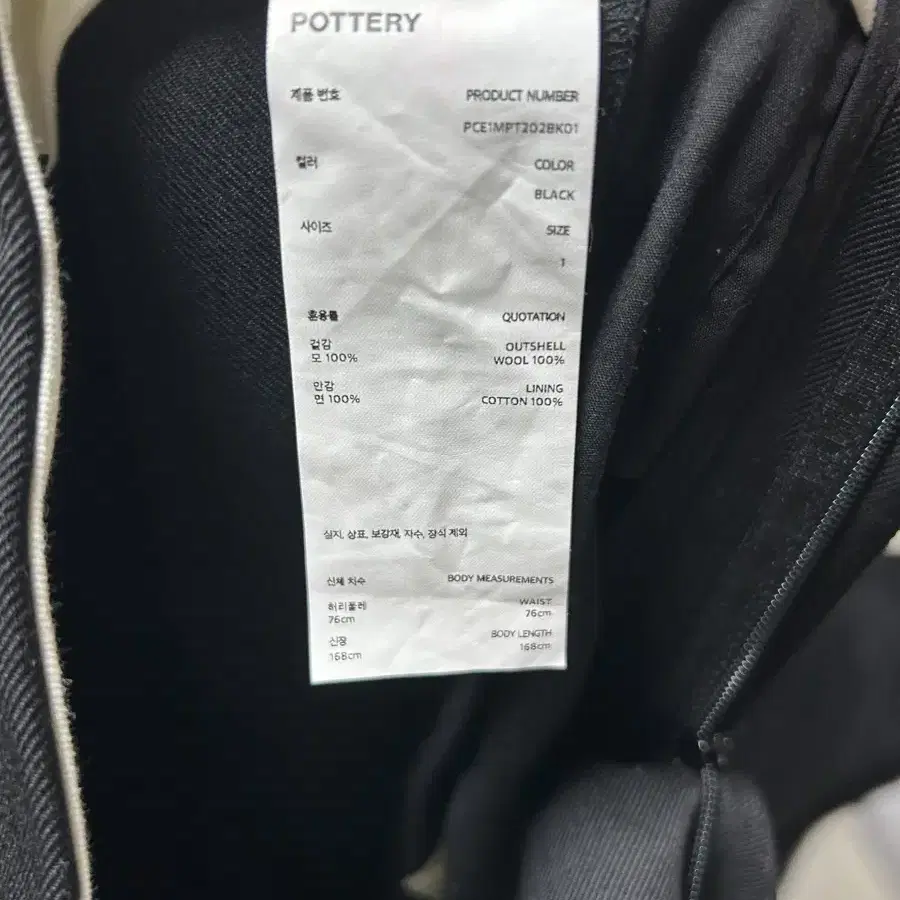 POTTERY
제품 번호 PRODUCT NUMBER
PCE1MPT202BK01
컬러 COLOR
BLACK
사이즈 SIZE
1
혼용률 QUOTATION
겉감 OUTSHELL
모 100% WOOL 100%
안감 LINING
면 100% COTTON 100%
실지, 상표, 보강재, 자수, 장식 제외
신체 치수 BODY MEASUREMENTS
허리둘레 WAIST
76cm 76cm
신장 BODY LENGTH
168cm 168cm